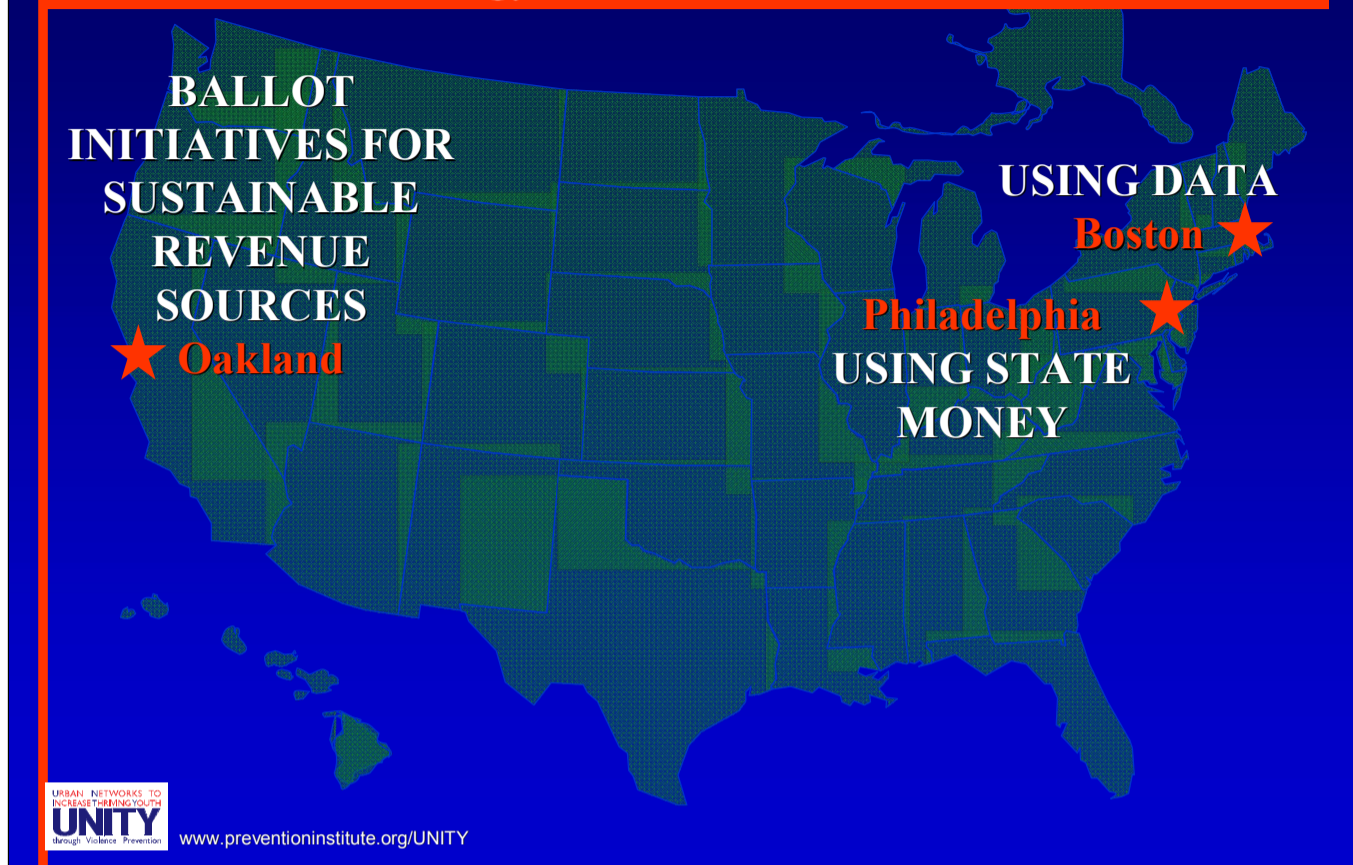 BALLOT
INITIATIVES FOR
SUSTAINABLE
REVENUE
SOURCES
Oakland
USING DATA
Boston
Philadelphia
USING STATE
MONEY
URBAN NETWORKS TO
INCREASE THRIVING YOUTH
UNITY
through Violence Prevention
www.preventioninstitute.org/UNITY